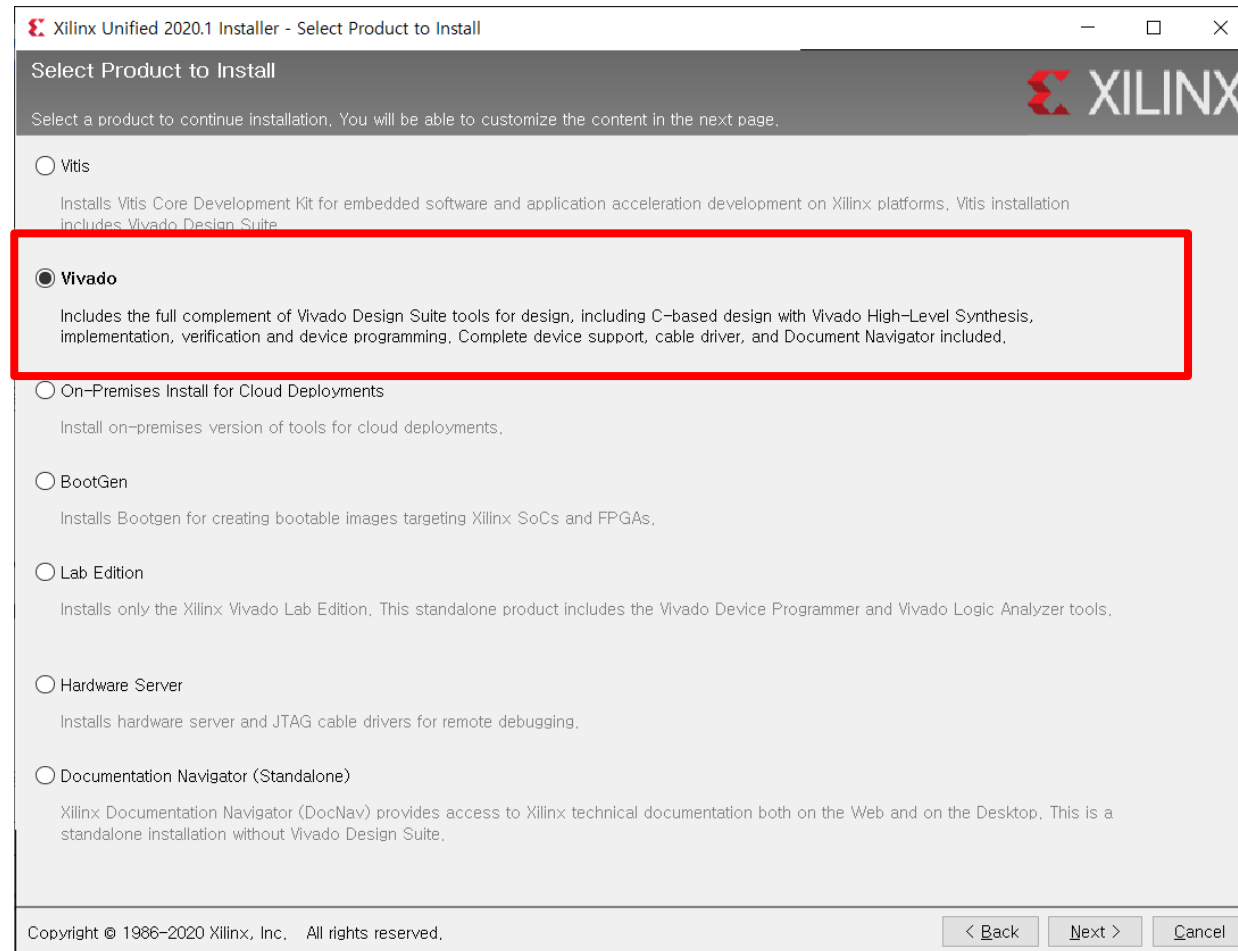 Xilinx Unified 2020.1 Installer - Select Product to Install
Select Product to Install
XILINX
Select a product to continue installation. You will be able to customize the content in the next page.
Vitis
Installs Vitis Core Development Kit for embedded software and application acceleration development on Xilinx platforms. Vitis installation
includes Vivado Design Suite.
Vivado
Includes the full complement of Vivado Design Suite tools for design, including C-based design with Vivado High-Level Synthesis,
implementation, verification and device programming. Complete device support, cable driver, and Document Navigator included.
On-Premises Install for Cloud Deployments
Install on-premises version of tools for cloud deployments.
BootGen
Installs Bootgen for creating bootable images targeting Xilinx SoCs and FPGAs.
Lab Edition
Installs only the Xilinx Vivado Lab Edition. This standalone product includes the Vivado Device Programmer and Vivado Logic Analyzer tools.
Hardware Server
Installs hardware server and JTAG cable drivers for remote debugging.
Documentation Navigator (Standalone)
Xilinx Documentation Navigator (DocNav) provides access to Xilinx technical documentation both on the Web and on the Desktop. This is a
standalone installation without Vivado Design Suite.
Copyright © 1986-2020 Xilinx, Inc. All rights reserved.
< Back Next > Cancel